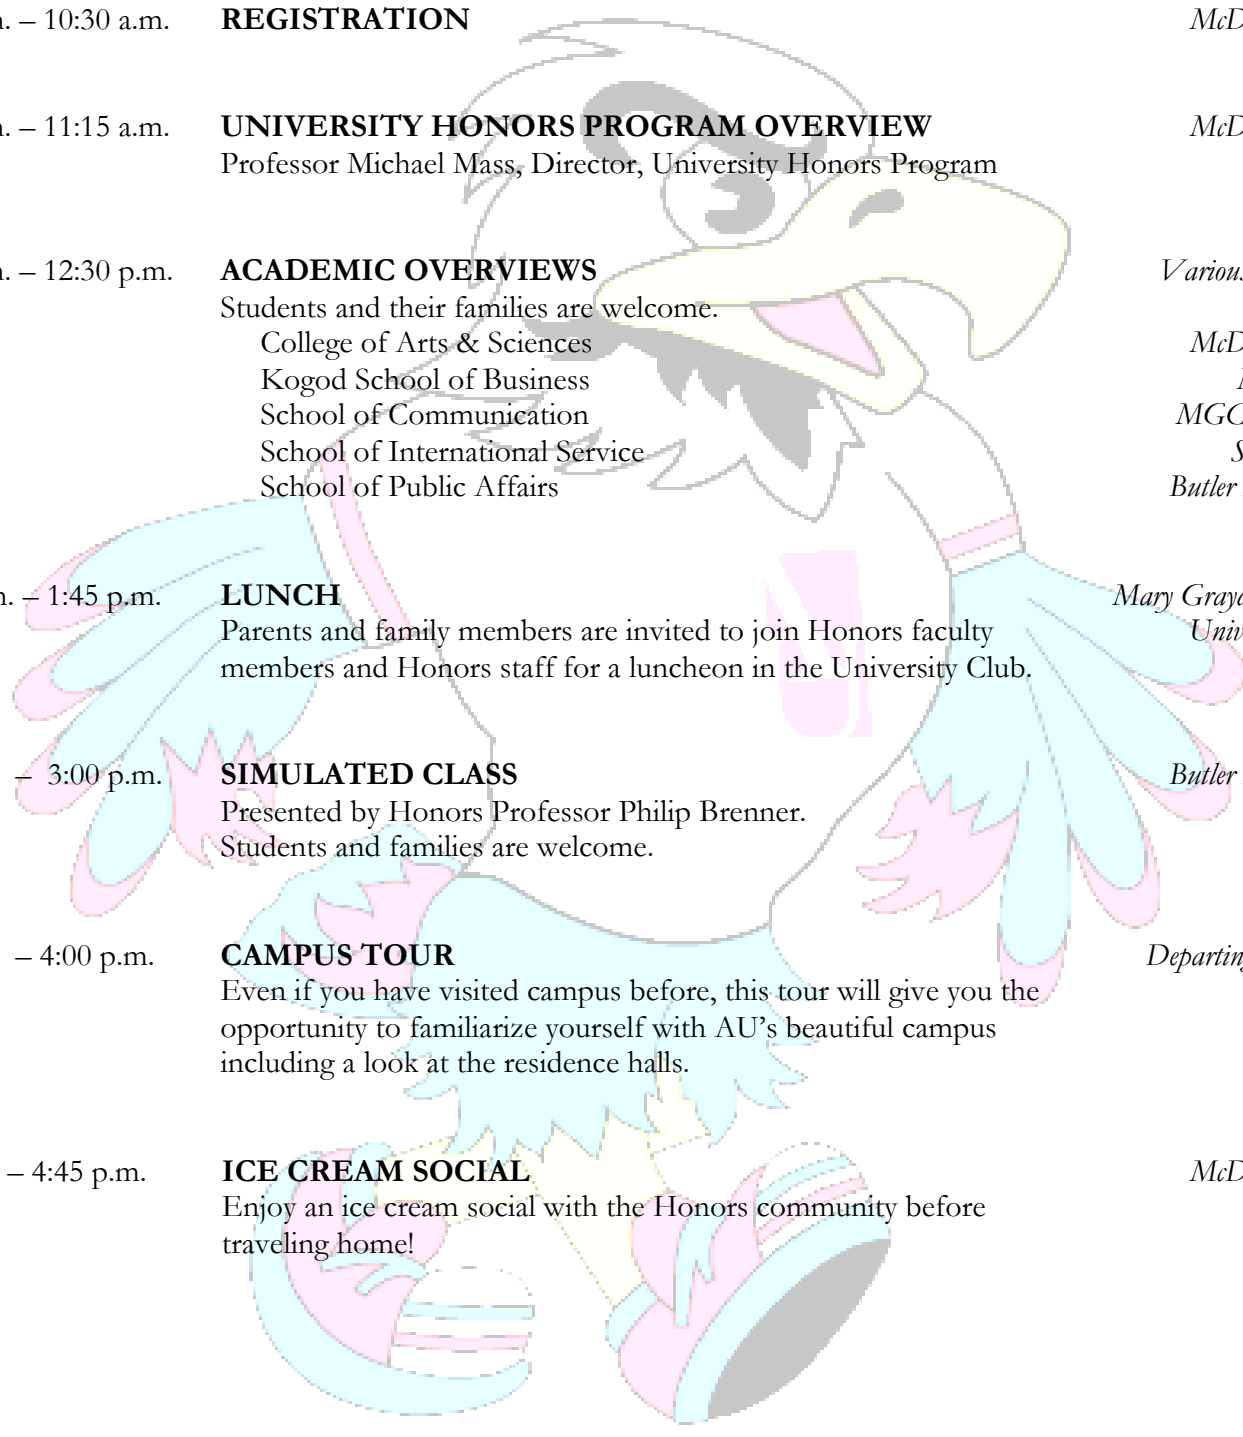 – 10:30 a.m. REGISTRATION
– 11:15 a.m. UNIVERSITY HONORS PROGRAM OVERVIEW
Professor Michael Mass, Director, University Honors Program
– 12:30 p.m. ACADEMIC OVERVIEWS Various
Students and their families are welcome.
College of Arts & Sciences
Kogod School of Business
School of Communication MGC
School of International Service
School of Public Affairs Butler
– 1:45 p.m. LUNCH Mary
Parents and family members are invited to join Honors faculty
members and Honors staff for a luncheon in the University Club.
– 3:00 p.m. SIMULATED CLASS Butler
Presented by Honors Professor Philip Brenner.
Students and families are welcome.
– 4:00 p.m. CAMPUS TOUR Departing
Even if you have visited campus before, this tour will give you the
opportunity to familiarize yourself with AU’s beautiful campus
including a look at the residence halls.
– 4:45 p.m. ICE CREAM SOCIAL
Enjoy an ice cream social with the Honors community before
traveling home!